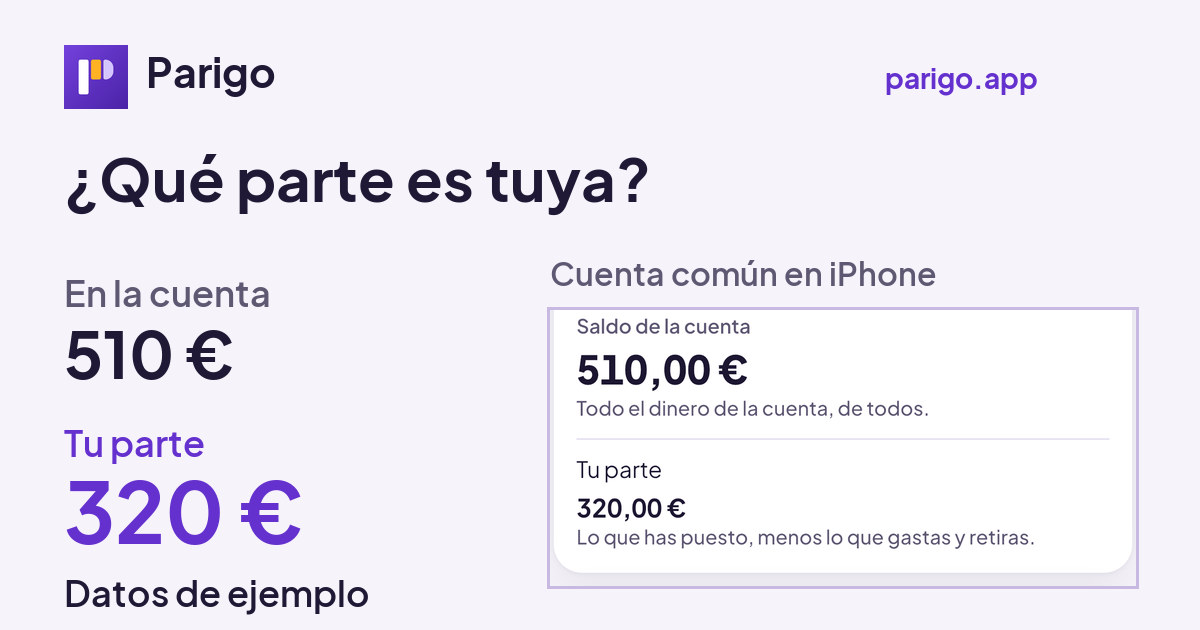 Parigo
parigo.app
¿Qué parte es tuya?
En la cuenta
510 €
Tu parte
320 €
Datos de ejemplo
Cuenta común en iPhone
Saldo de la cuenta
510,00 €
Todo el dinero de la cuenta, de todos.
Tu parte
320,00 €
Lo que has puesto, menos lo que gastas y retiras.